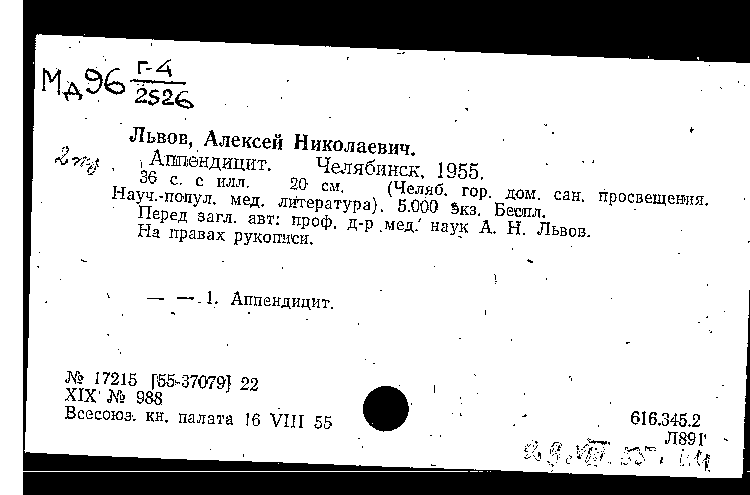 Мд96 Г-4/2526
Львов, Алексей Николаевич.
2 пр Аппендицит. Челябинск, 1955.
36 с. с илл. 20 см. (Челяб. гор. дом. сан. просвещения.
Науч.-попул. мед. литература). 5.000 экз. Беспл.
Перед загл. авт: проф. д-р мед. наук А. Н. Львов.
На правах рукописи.
— — 1. Аппендицит.
№ 17215 [55-37079] 22
XIX № 988
Всесоюз. кн. палата 16 VIII 55
616.345.2
Л891
29.VIII.55.